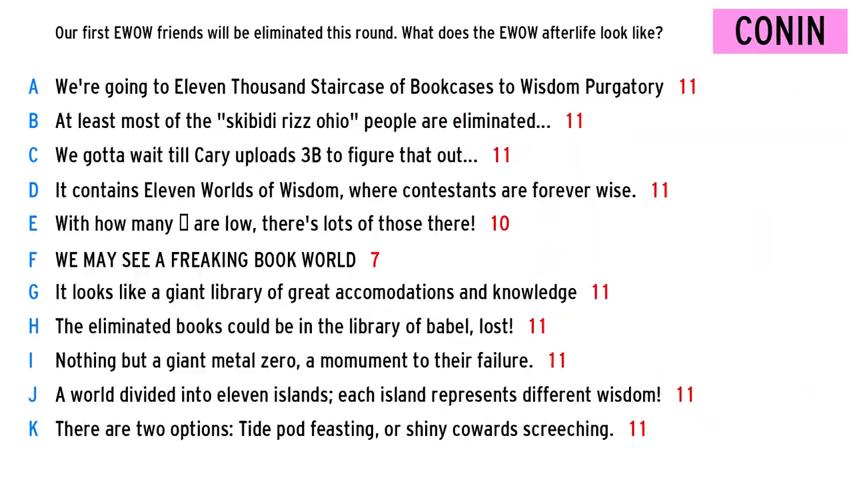 Our first EWOW friends will be eliminated this round. What does the EWOW afterlife look like?
CONIN
A We're going to Eleven Thousand Staircase of Bookcases to Wisdom Purgatory 11
B At least most of the "skibidi rizz ohio" people are eliminated... 11
C We gotta wait till Cary uploads 3B to figure that out... 11
D It contains Eleven Worlds of Wisdom, where contestants are forever wise. 11
E With how many ▯ are low, there's lots of those there! 10
F WE MAY SEE A FREAKING BOOK WORLD 7
G It looks like a giant library of great accomodations and knowledge 11
H The eliminated books could be in the library of babel, lost! 11
I Nothing but a giant metal zero, a momument to their failure. 11
J A world divided into eleven islands; each island represents different wisdom! 11
K There are two options: Tide pod feasting, or shiny cowards screeching. 11